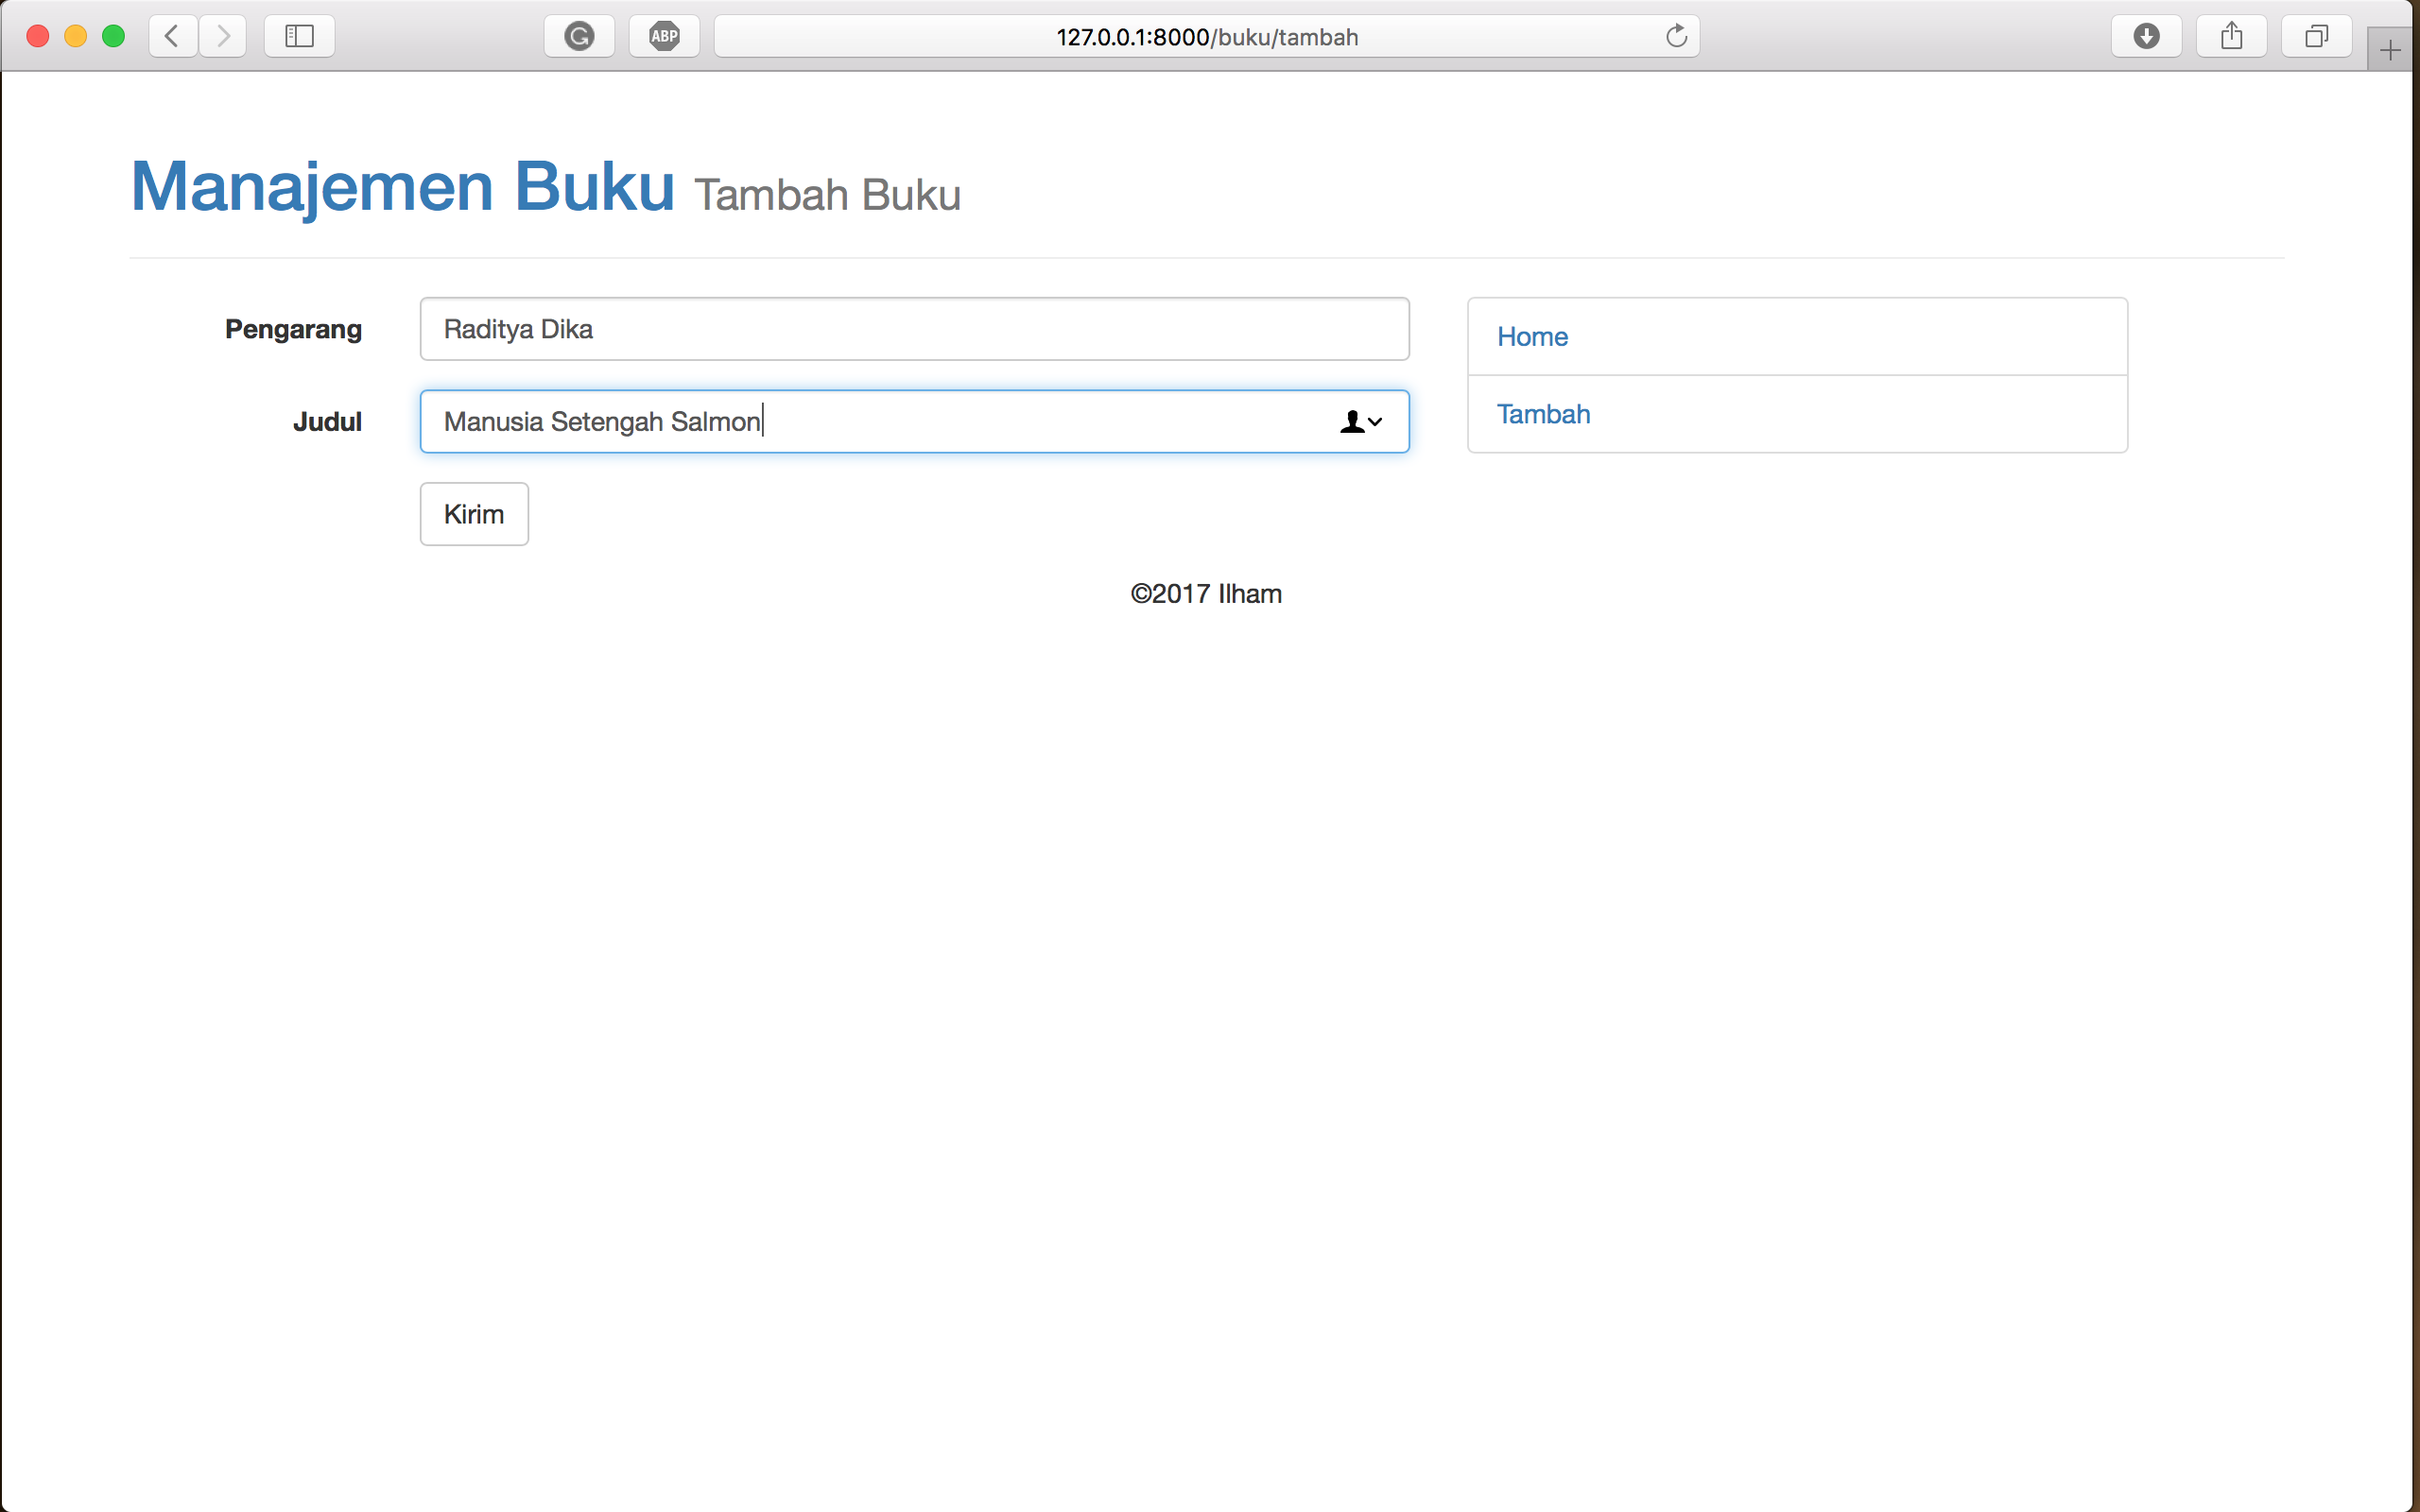 ABP
127.0.0.1:8000/buku/tambah
Manajemen Buku Tambah Buku
Pengarang
Raditya Dika
Judul
Manusia Setengah Salmon
Kirim
Home
Tambah
©2017 Ilham